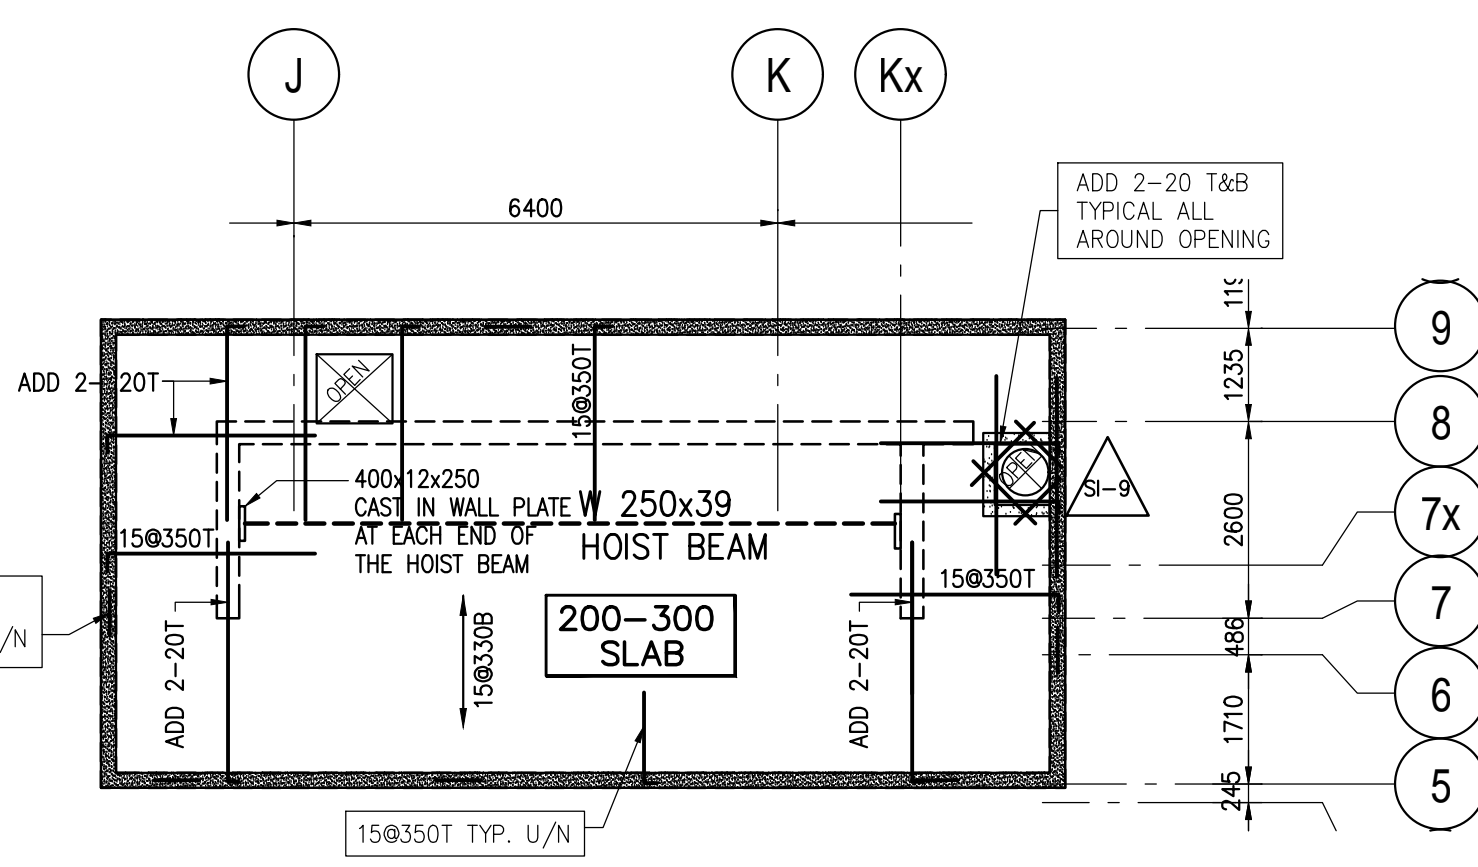 J
K
Kx
6400
ADD 2-20 T&B
TYPICAL ALL
AROUND OPENING
119
9
1235
8
2600
7x
7
486
6
1710
5
245
ADD 2-20T
OPEN
15@350T
400x12x250
CAST IN WALL PLATE
AT EACH END OF
THE HOIST BEAM
W 250x39
HOIST BEAM
OPEN
SI-9
15@350T
15@350T
/N
ADD 2-20T
15@330B
200-300
SLAB
ADD 2-20T
15@350T TYP. U/N